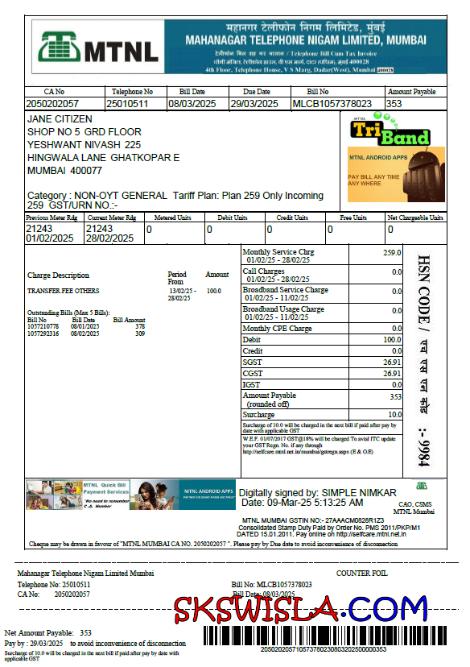 महानगर टेलीफोन निगम लिमिटेड, मुंबई
MAHANAGAR TELEPHONE NIGAM LIMITED, MUMBAI
MTNL
टेलीफोन बिल सह कर चालान / Telephone Bill Cum Tax Invoice
4th Floor, Telephone House, V S Marg, Dadar(West), Mumbai 400028
CA No Telephone No Bill Date Due Date Bill No Amount Payable
2050202057 25010511 08/03/2025 29/03/2025 MLCB1057378023 353
JANE CITIZEN
SHOP NO 5 GRD FLOOR
YESHWANT NIVASH 225
HINGWALA LANE GHATKOPAR E
MUMBAI 400077
MTNL
TriBand
MTNL ANDROID APPS
PAY BILL ANY TIME
ANY WHERE
Category : NON-OYT GENERAL Tariff Plan: Plan 259 Only Incoming
259 GST/URN NO.:-
Previous Meter Rdg Current Meter Rdg Metered Units Debit Units Credit Units Free Units Net Chargeable Units
21243 21243 0 0 0 0 0
01/02/2025 28/02/2025
Charge Description Period From Amount
TRANSFER FEE OTHERS 13/02/25 - 28/02/25 100.0
Outstanding Bills (Max 5 Bills):
Bill No Bill Date Bill Amount
1057210778 08/01/2025 378
1057292316 08/02/2025 309
Monthly Service Chrg 259.0
01/02/25 - 28/02/25
Call Charges 0.0
01/02/25 - 28/02/25
Broadband Service Charge 0.0
01/02/25 - 11/02/25
Broadband Usage Charge 0.0
01/02/25 - 11/02/25
Monthly CPE Charge 0.0
Debit 100.0
Credit 0.0
SGST 26.91
CGST 26.91
IGST 0.0
Amount Payable 353
(rounded off)
Surcharge 10.0
Surcharge of 10.0 will be charged in the next bill if paid after pay by
date with applicable GST
W.E.F. 01/07/2017 GST@18% will be charged To avail ITC update
your GST Regn. No. if any through
http://selfcare.mtnl.net.in/mumbai/gstregn.aspx (E & O.E)
HSN CODE / एच एस एन कोड :- 9984
MTNL Quick Bill
Payment Services
MTNL ANDROID APPS
Digitally signed by: SIMPLE NIMKAR
Date: 09-Mar-25 5:13:25 AM
CAO, CSMS
MTNL Mumbai
MTNL MUMBAI GSTIN NO:- 27AAACM0828R1Z3
Consolidated Stamp Duty Paid by Order No. PMS 2011/PKP/M1
DATED 15.01.2011. Pay online on http://selfcare.mtnl.net.in
Cheque may be drawn in favour of "MTNL MUMBAI CA NO. 2050202057 ". Please pay by Due date to avoid inconvenience of disconnection
Mahanagar Telephone Nigam Limited Mumbai COUNTER FOIL
Telephone No: 25010511 Bill No: MLCB1057378023
CA No: 2050202057 Bill Date: 08/03/2025
SKSWISLA.COM
Net Amount Payable: 353
Pay by : 29/03/2025 to avoid inconvenience of disconnection
Surcharge of 10.0 will be charged in the next bill if paid after pay by
date with applicable GST